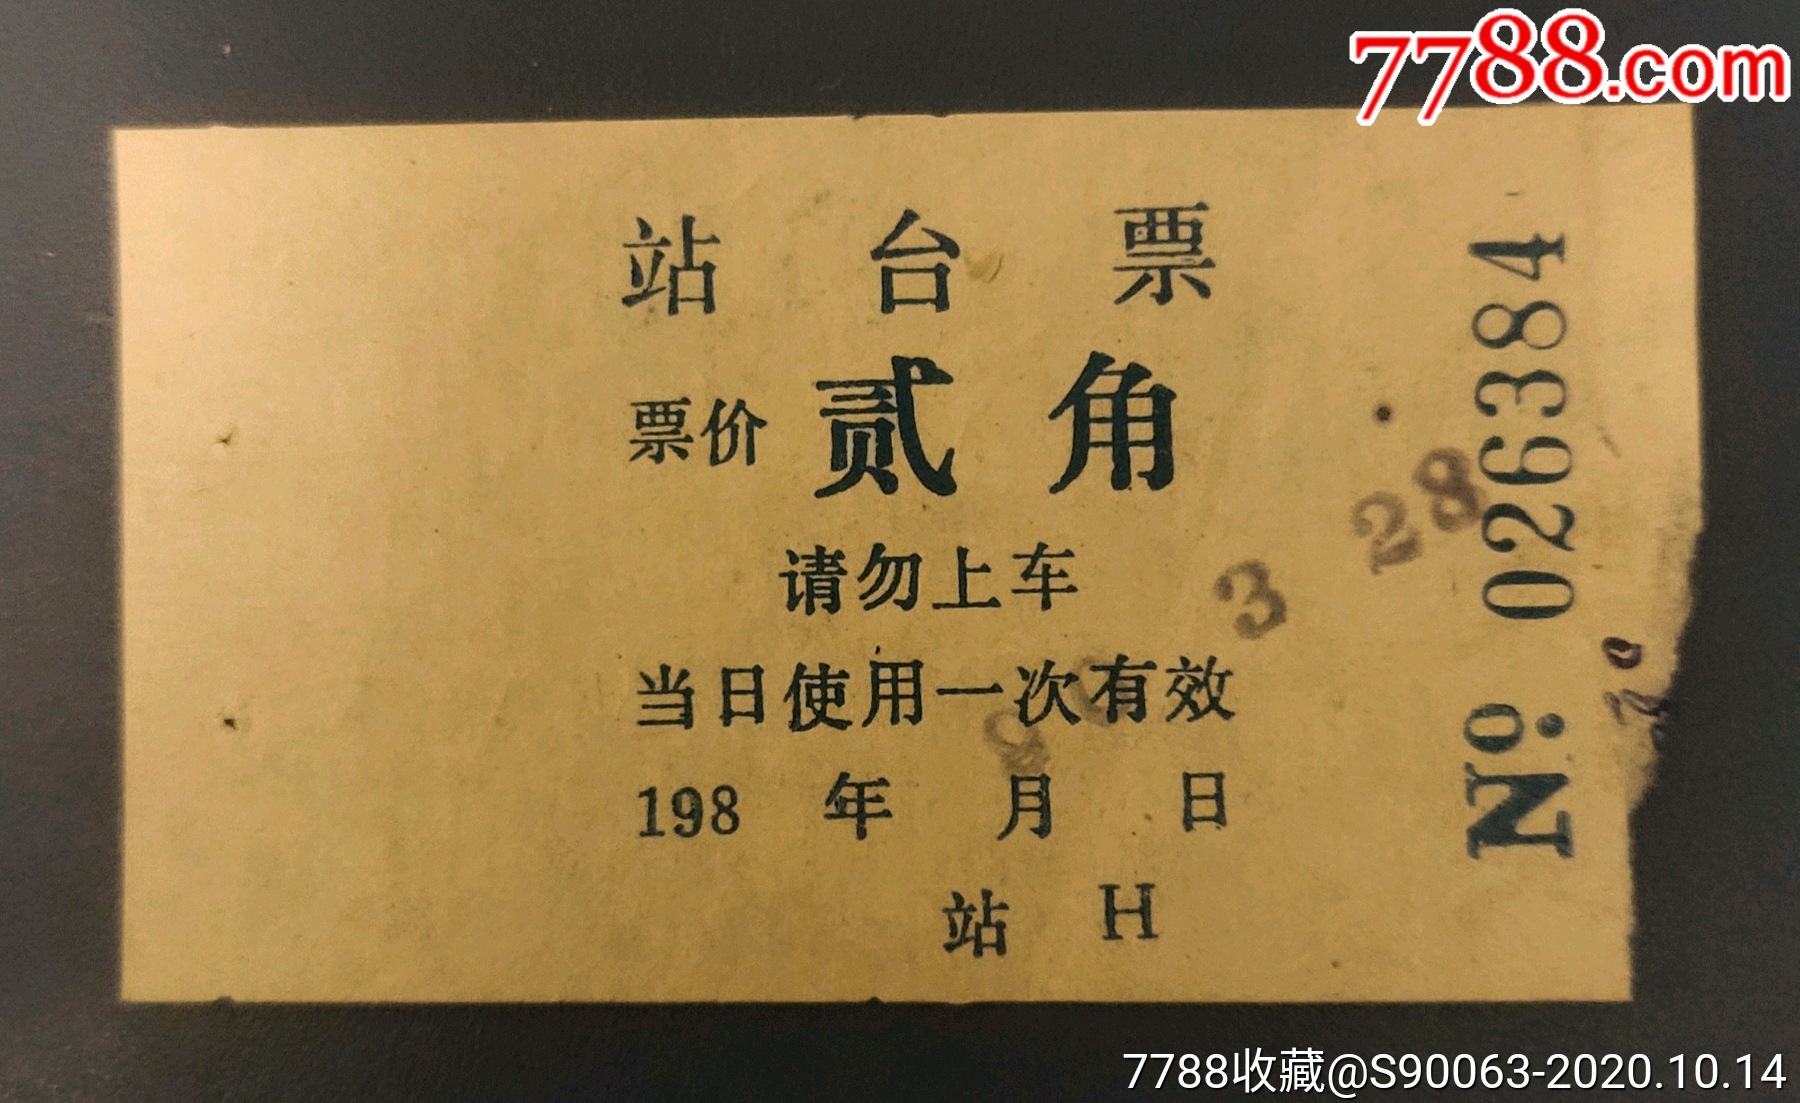 7788.com
站台票
票价 贰角
请勿上车
当日使用一次有效
198 年 月 日
站 H
№ 026384
3 28
7788收藏@S90063-2020.10.14